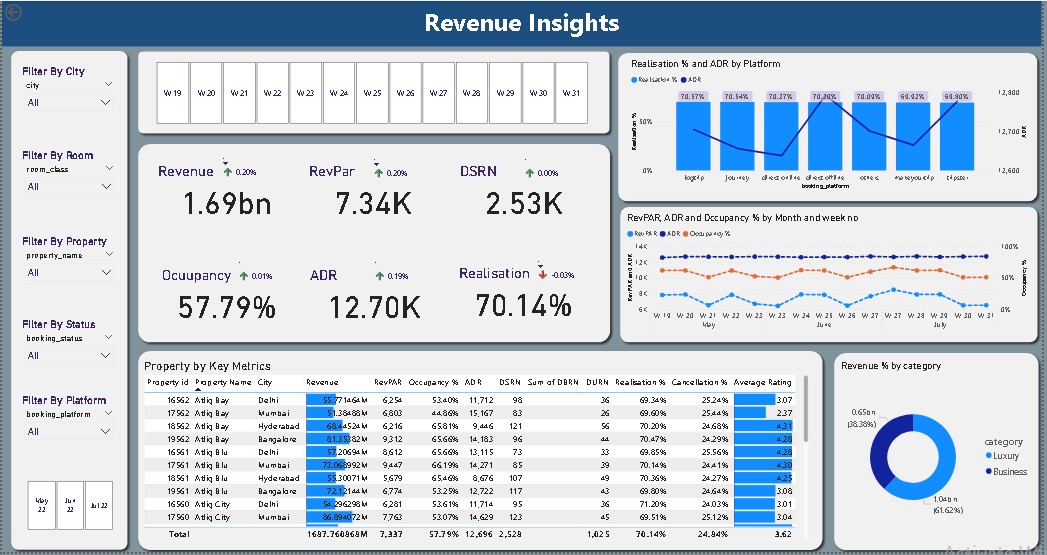 Revenue Insights
Filter By City
city
All
Filter By Room
room_class
All
Filter By Property
property_name
All
Filter By Status
booking_status
All
Filter By Platform
booking_platform
All
May 22
Jun 22
Jul 22
W 19 W 20 W 21 W 22 W 23 W 24 W 25 W 26 W 27 W 28 W 29 W 30 W 31
Revenue 0.20%
1.69bn
RevPar 0.20%
7.34K
DSRN 0.00%
2.53K
Ocuupancy 0.01%
57.79%
ADR 0.19%
12.70K
Realisation -0.03%
70.14%
Realisation % and ADR by Platform
Realisation % ADR
70.57% 70.54% 70.27% 70.20% 70.09% 69.92% 69.80%
50%
0%
Realisation %
12,800
12,700
12,600
ADR
logtrip journey direct online direct offline others makeyourtrip tripster
booking_platform
RevPAR, ADR and Occupancy % by Month and week no
RevPAR ADR Occupancy %
14K
12K
10K
8K
6K
RevPAR and ADR
100%
50%
0%
Occupancy %
W 19 W 20 W 21 W 22 W 23 W 24 W 25 W 26 W 27 W 28 W 29 W 30 W 31
May June July
Property by Key Metrics
Property id Property Name City Revenue RevPAR Occupancy % ADR DSRN Sum of DBRN DURN Realisation % Cancellation % Average Rating
16562 Atliq Bay Delhi 55.771464M 6,254 53.40% 11,712 98 36 69.34% 25.24% 3.07
17562 Atliq Bay Mumbai 51.38488M 6,803 44.86% 15,167 83 26 69.60% 25.44% 2.37
18562 Atliq Bay Hyderabad 68.44524M 6,216 65.81% 9,446 121 56 70.20% 24.68% 4.31
19562 Atliq Bay Bangalore 81.35382M 9,312 65.66% 14,183 96 44 70.47% 24.29% 4.28
16561 Atliq Blu Delhi 57.20694M 8,612 65.66% 13,115 73 33 69.85% 24.56% 4.28
17561 Atliq Blu Mumbai 73.068992M 9,447 66.19% 14,271 85 39 70.14% 24.41% 4.30
18561 Atliq Blu Hyderabad 55.30071M 5,679 65.46% 8,676 107 49 70.36% 24.27% 4.25
19561 Atliq Blu Bangalore 72.12144M 6,774 53.25% 12,722 117 43 69.80% 24.64% 3.08
16560 Atliq City Delhi 54.296298M 6,281 53.61% 11,714 95 36 71.20% 24.03% 3.01
17560 Atliq City Mumbai 86.894072M 7,763 53.07% 14,629 123 45 69.51% 25.12% 3.04
Total 1687.760868M 7,337 57.79% 12,696 2,528 1,025 70.14% 24.84% 3.62
Revenue % by category
0.65bn
(38.38%)
1.04bn
(61.62%)
category
Luxury
Business